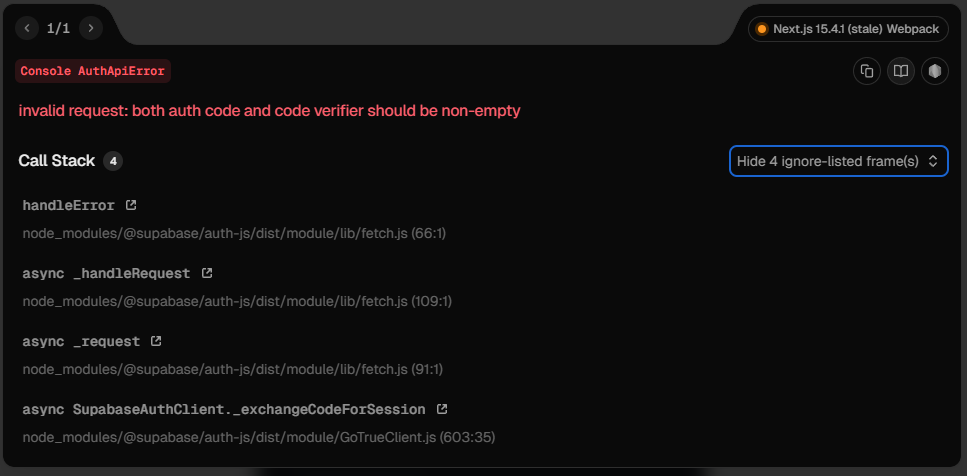 1/1
Next.js 15.4.1 (stale) Webpack
Console AuthApiError
invalid request: both auth code and code verifier should be non-empty
Call Stack 4
Hide 4 ignore-listed frame(s)
handleError
node_modules/@supabase/auth-js/dist/module/lib/fetch.js (66:1)
async _handleRequest
node_modules/@supabase/auth-js/dist/module/lib/fetch.js (109:1)
async _request
node_modules/@supabase/auth-js/dist/module/lib/fetch.js (91:1)
async SupabaseAuthClient._exchangeCodeForSession
node_modules/@supabase/auth-js/dist/module/GoTrueClient.js (603:35)